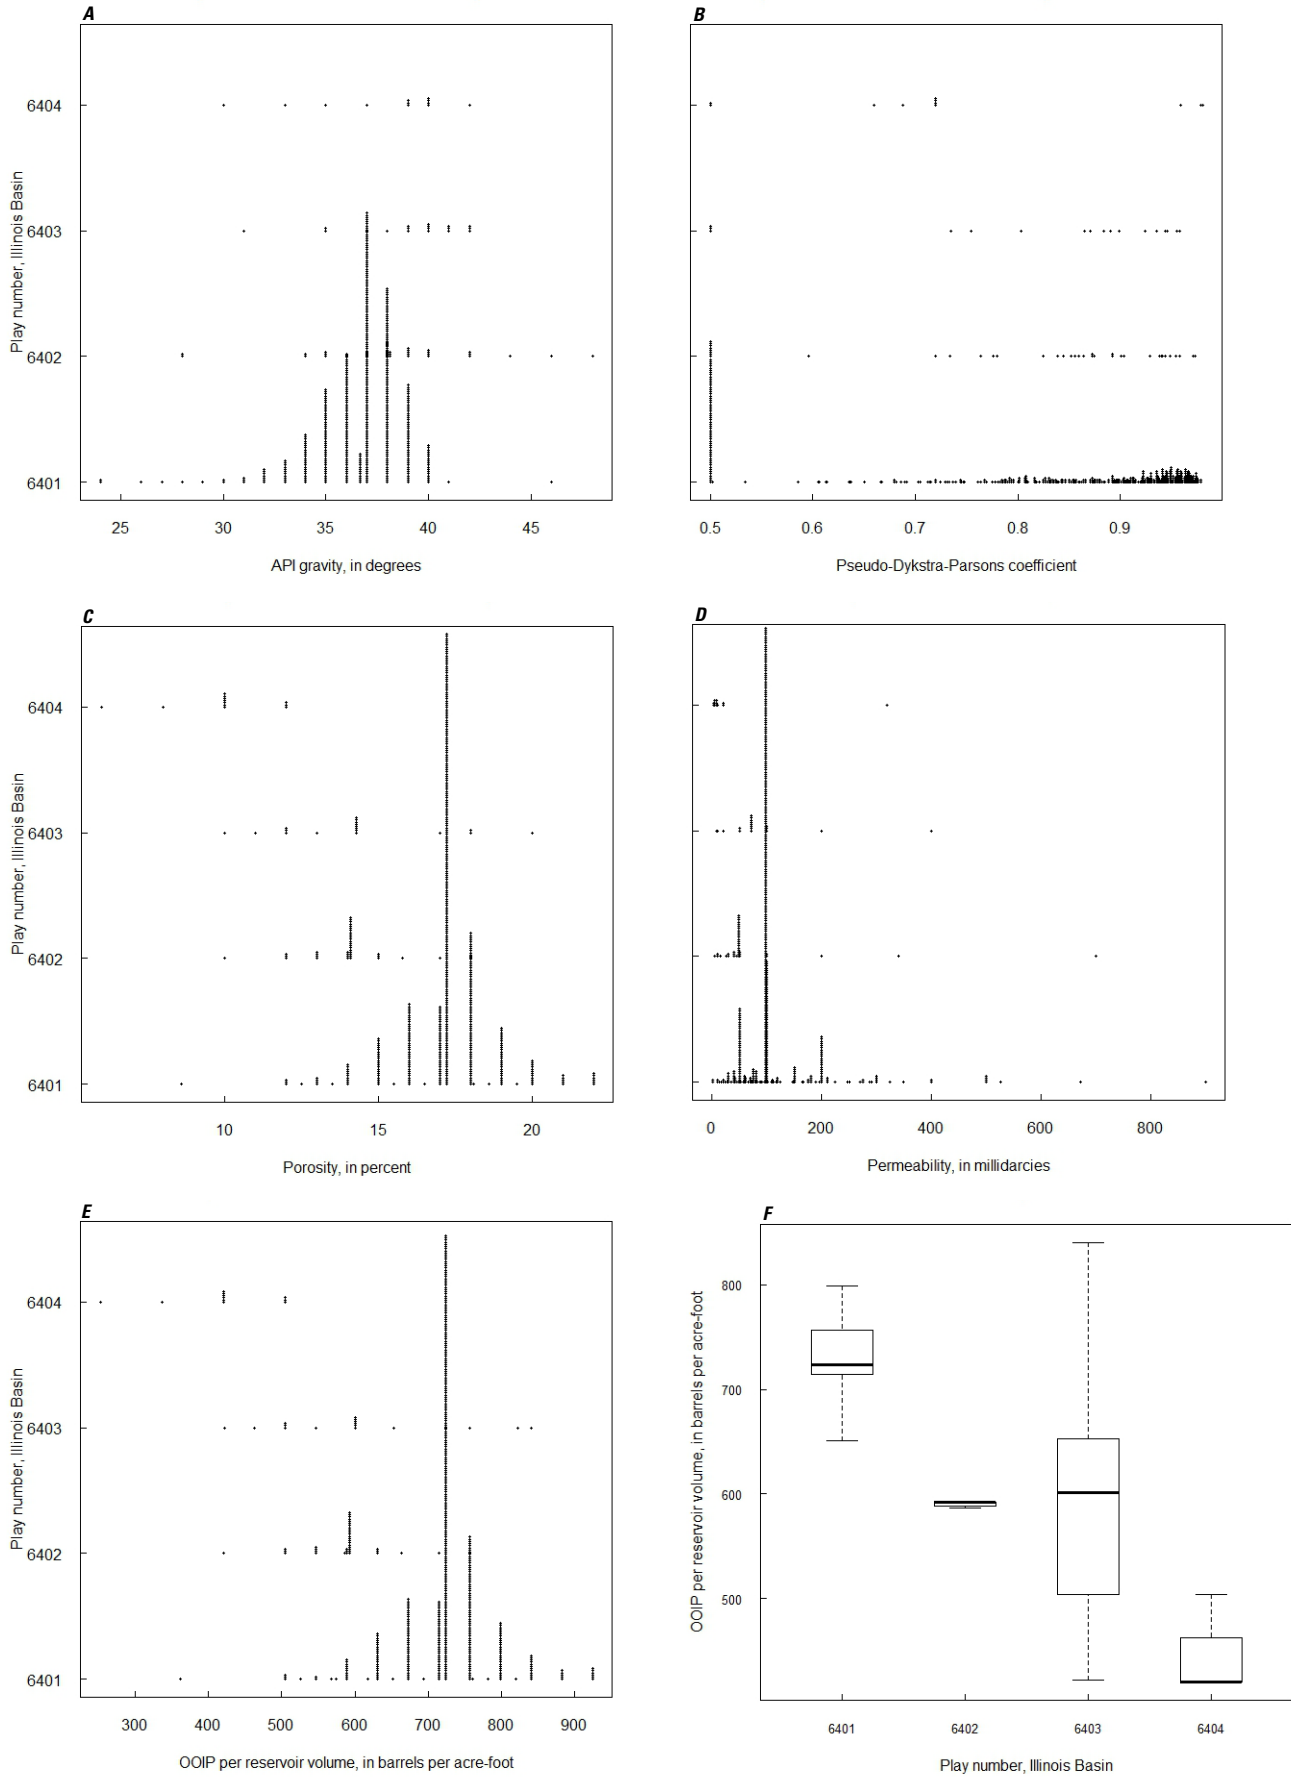 A
6404
6403
6402
6401
Play number, Illinois Basin
25 30 35 40 45
API gravity, in degrees
B
0.5 0.6 0.7 0.8 0.9
Pseudo-Dykstra-Parsons coefficient
C
6404
6403
6402
6401
Play number, Illinois Basin
10 15 20
Porosity, in percent
D
0 200 400 600 800
Permeability, in millidarcies
E
6404
6403
6402
6401
Play number, Illinois Basin
300 400 500 600 700 800 900
OOIP per reservoir volume, in barrels per acre-foot
F
800
700
600
500
OOIP per reservoir volume, in barrels per acre-foot
6401 6402 6403 6404
Play number, Illinois Basin